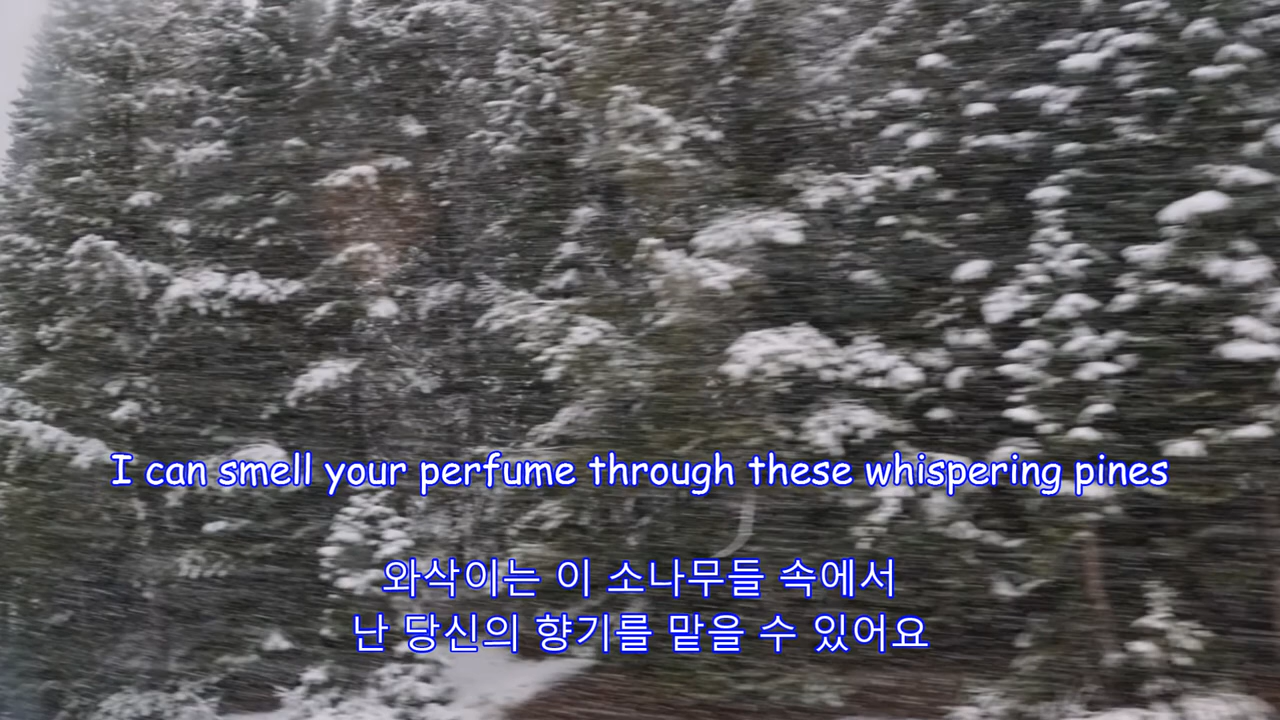 I can smell your perfume through these whispering pines
와삭이는 이 소나무들 속에서
난 당신의 향기를 맡을 수 있어요